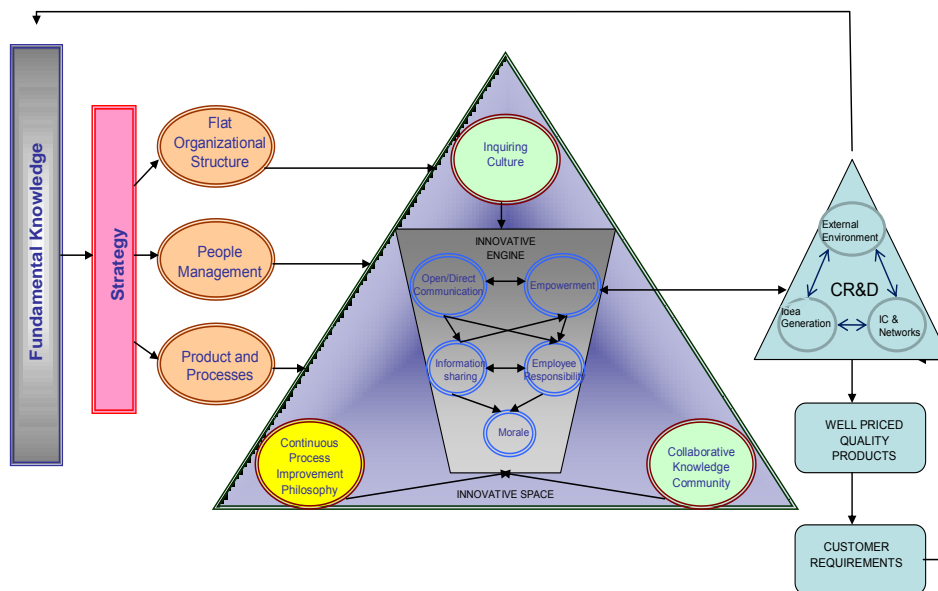 Fundamental Knowledge
Strategy
Flat
Organizational
Structure
People
Management
Product and
Processes
Inquiring
Culture
INNOVATIVE
ENGINE
Open/Direct
Communication
Empowerment
Information
sharing
Employee
Responsibility
Morale
Continuous
Process
Improvement
Philosophy
Collaborative
Knowledge
Community
INNOVATIVE SPACE
External
Environment
CR&D
Idea
Generation
IC &
Networks
WELL PRICED
QUALITY
PRODUCTS
CUSTOMER
REQUIREMENTS